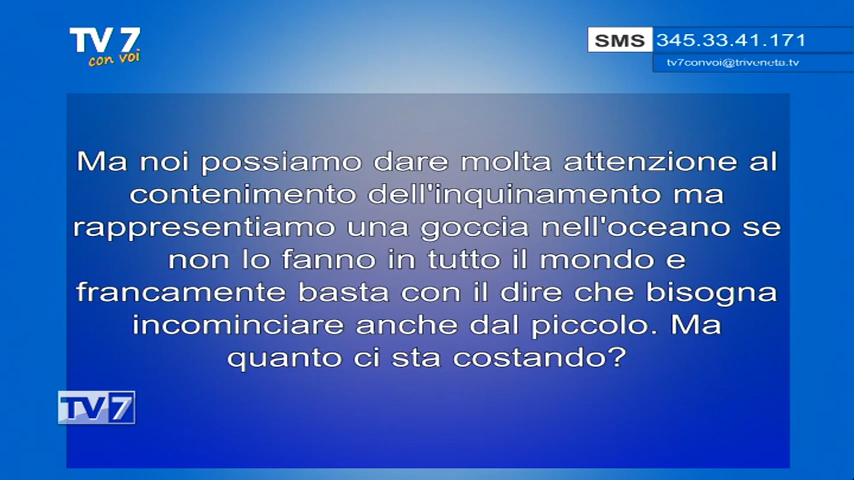 TV 7
con voi
SMS 345.33.41.171
tv7convoi@triveneta.tv
Ma noi possiamo dare molta attenzione al
contenimento dell'inquinamento ma
rappresentiamo una goccia nell'oceano se
non lo fanno in tutto il mondo e
francamente basta con il dire che bisogna
incominciare anche dal piccolo. Ma
quanto ci sta costando?
TV7